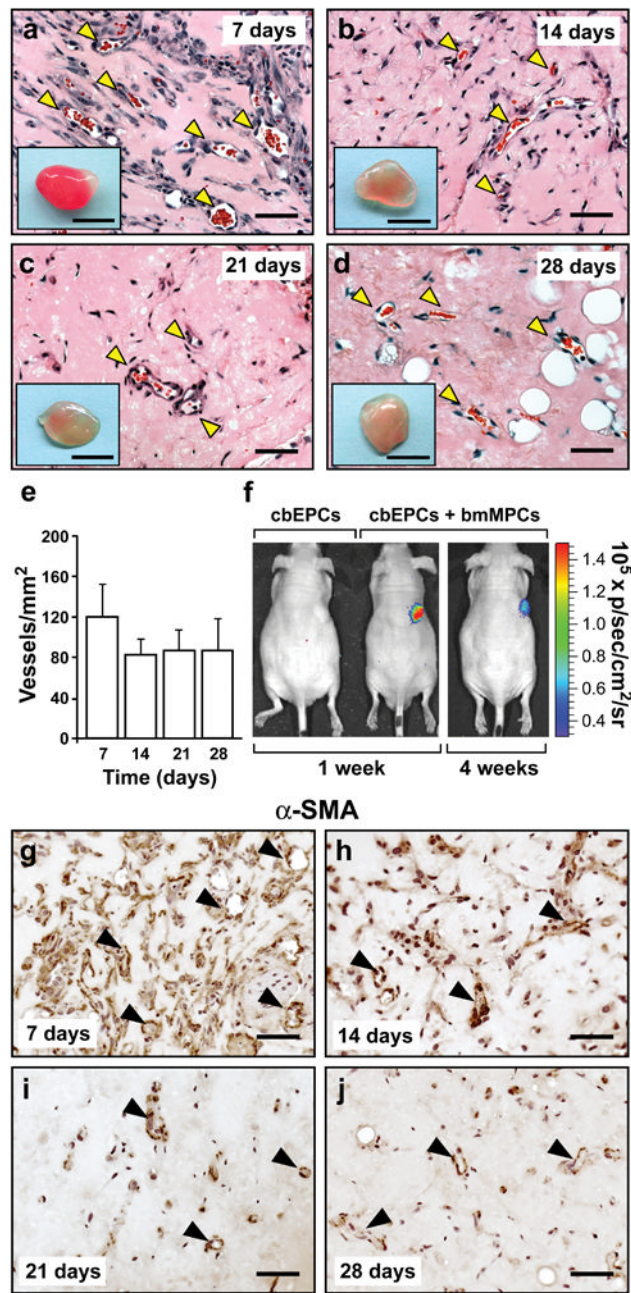 a
7 days
b
14 days
c
21 days
d
28 days
e
200
160
120
80
40
0
Vessels/mm²
7 14 21 28
Time (days)
f
cbEPCs cbEPCs + bmMPCs
1.4
1.2
1.0
0.8
0.6
0.4
10⁵ x p/sec/cm²/sr
1 week 4 weeks
α-SMA
g
7 days
h
14 days
i
21 days
j
28 days